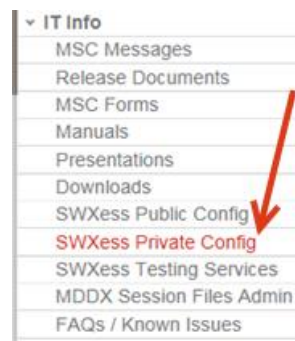 IT Info
MSC Messages
Release Documents
MSC Forms
Manuals
Presentations
Downloads
SWXess Public Config
SWXess Private Config
SWXess Testing Services
MDDX Session Files Admin
FAQs / Known Issues